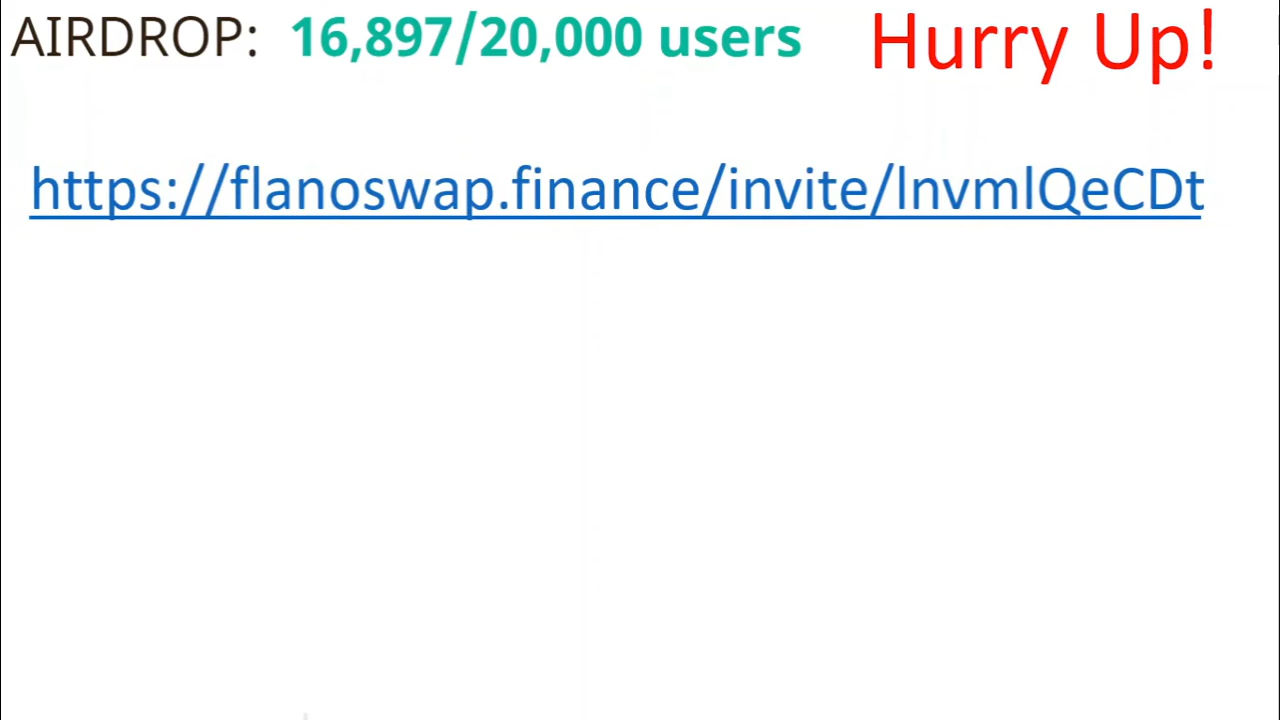 AIRDROP: 16,897/20,000 users Hurry Up!
https://flanoswap.finance/invite/lnvmlQeCDt